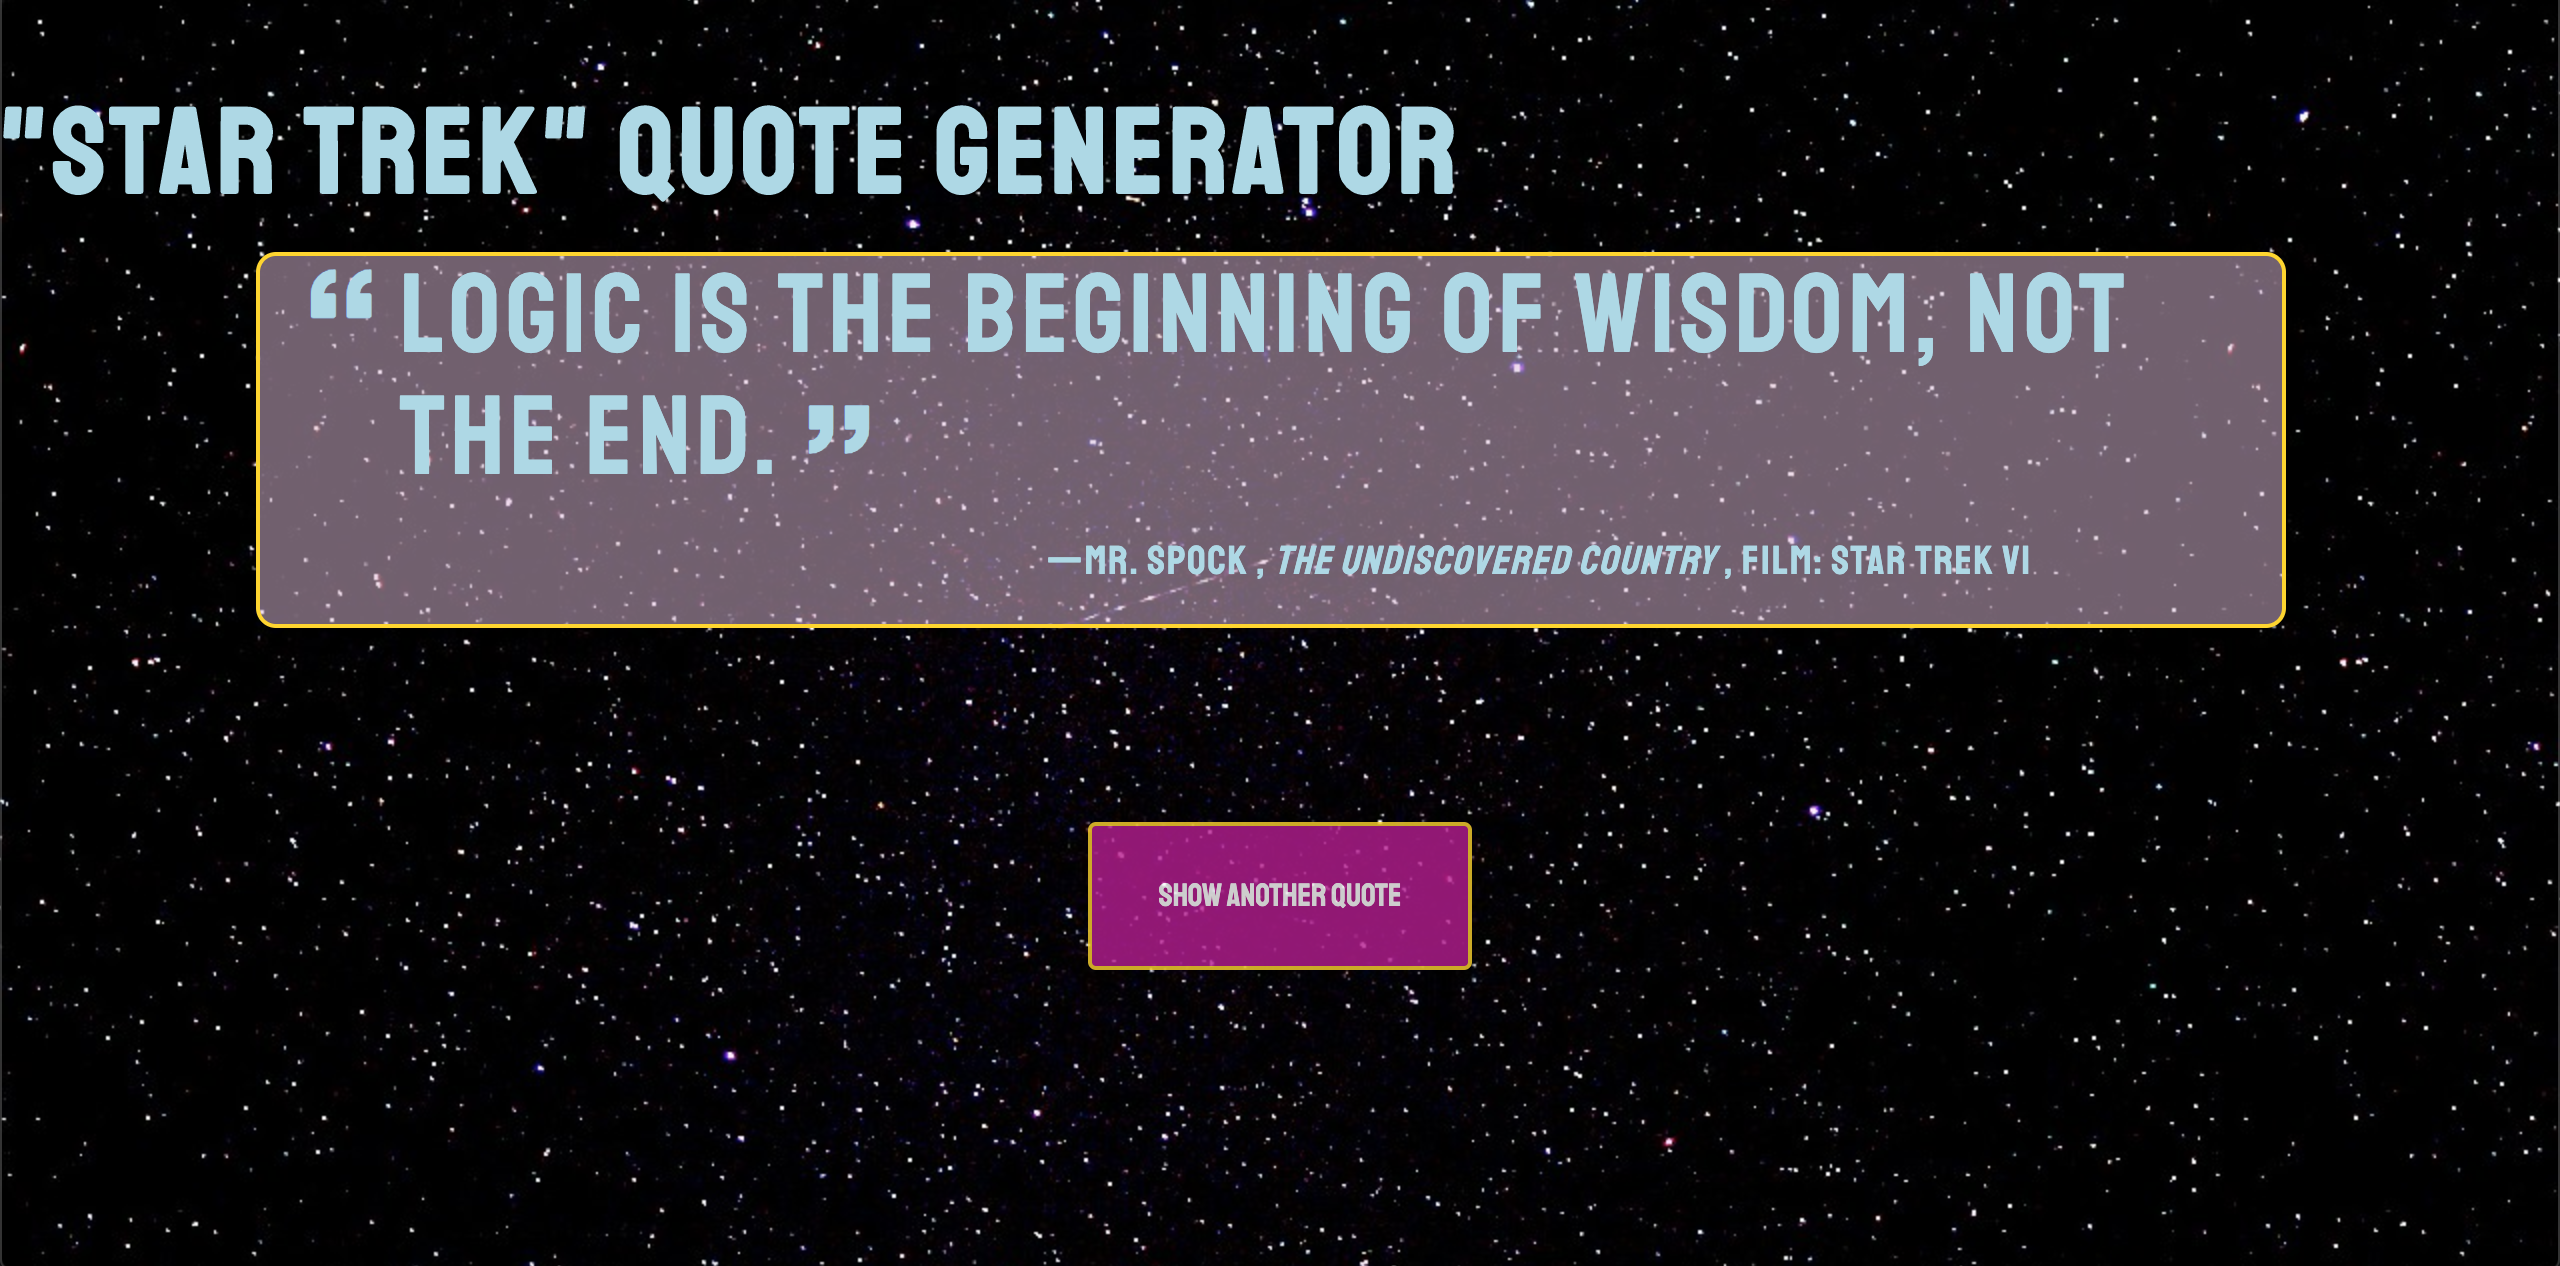 "STAR TREK" QUOTE GENERATOR
“ LOGIC IS THE BEGINNING OF WISDOM, NOT
THE END. ”
—MR. SPOCK , THE UNDISCOVERED COUNTRY , FILM: STAR TREK VI
SHOW ANOTHER QUOTE